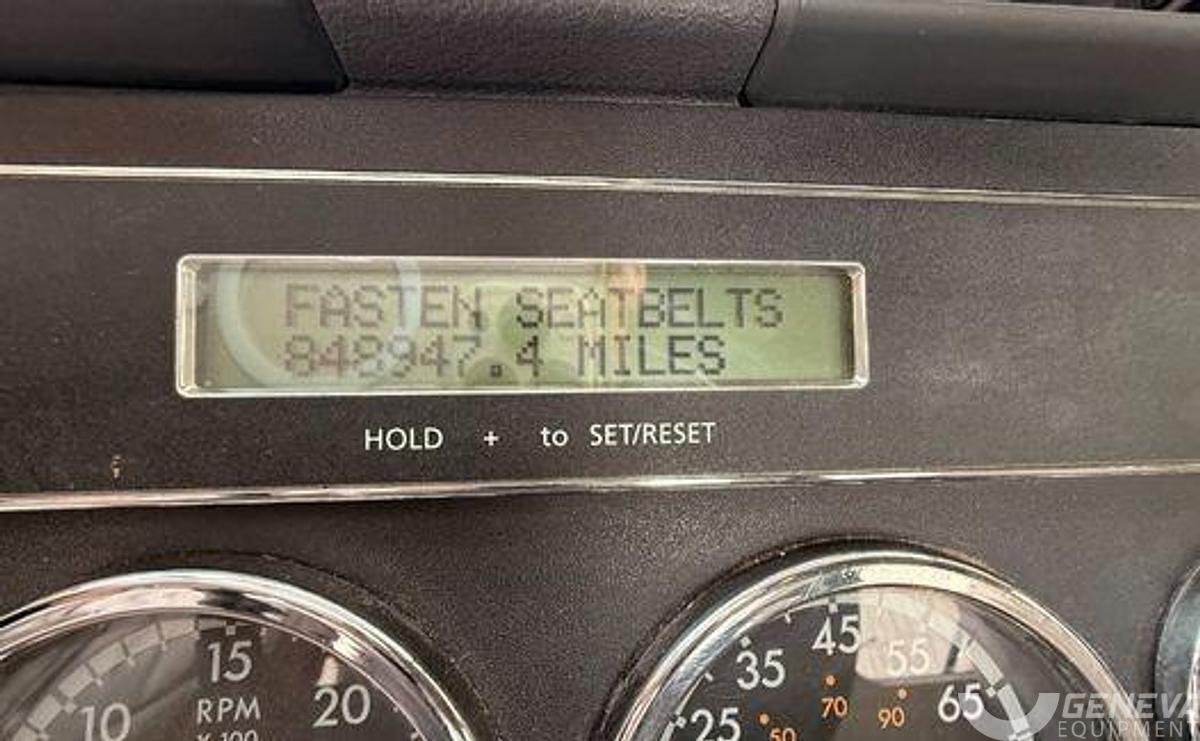 FASTEN SEATBELTS
848947.4 MILES
HOLD + to SET/RESET
15
10
20
RPM
X 100
45
35
55
25
65
70
90
50
GENEVA
EQUIPMENT